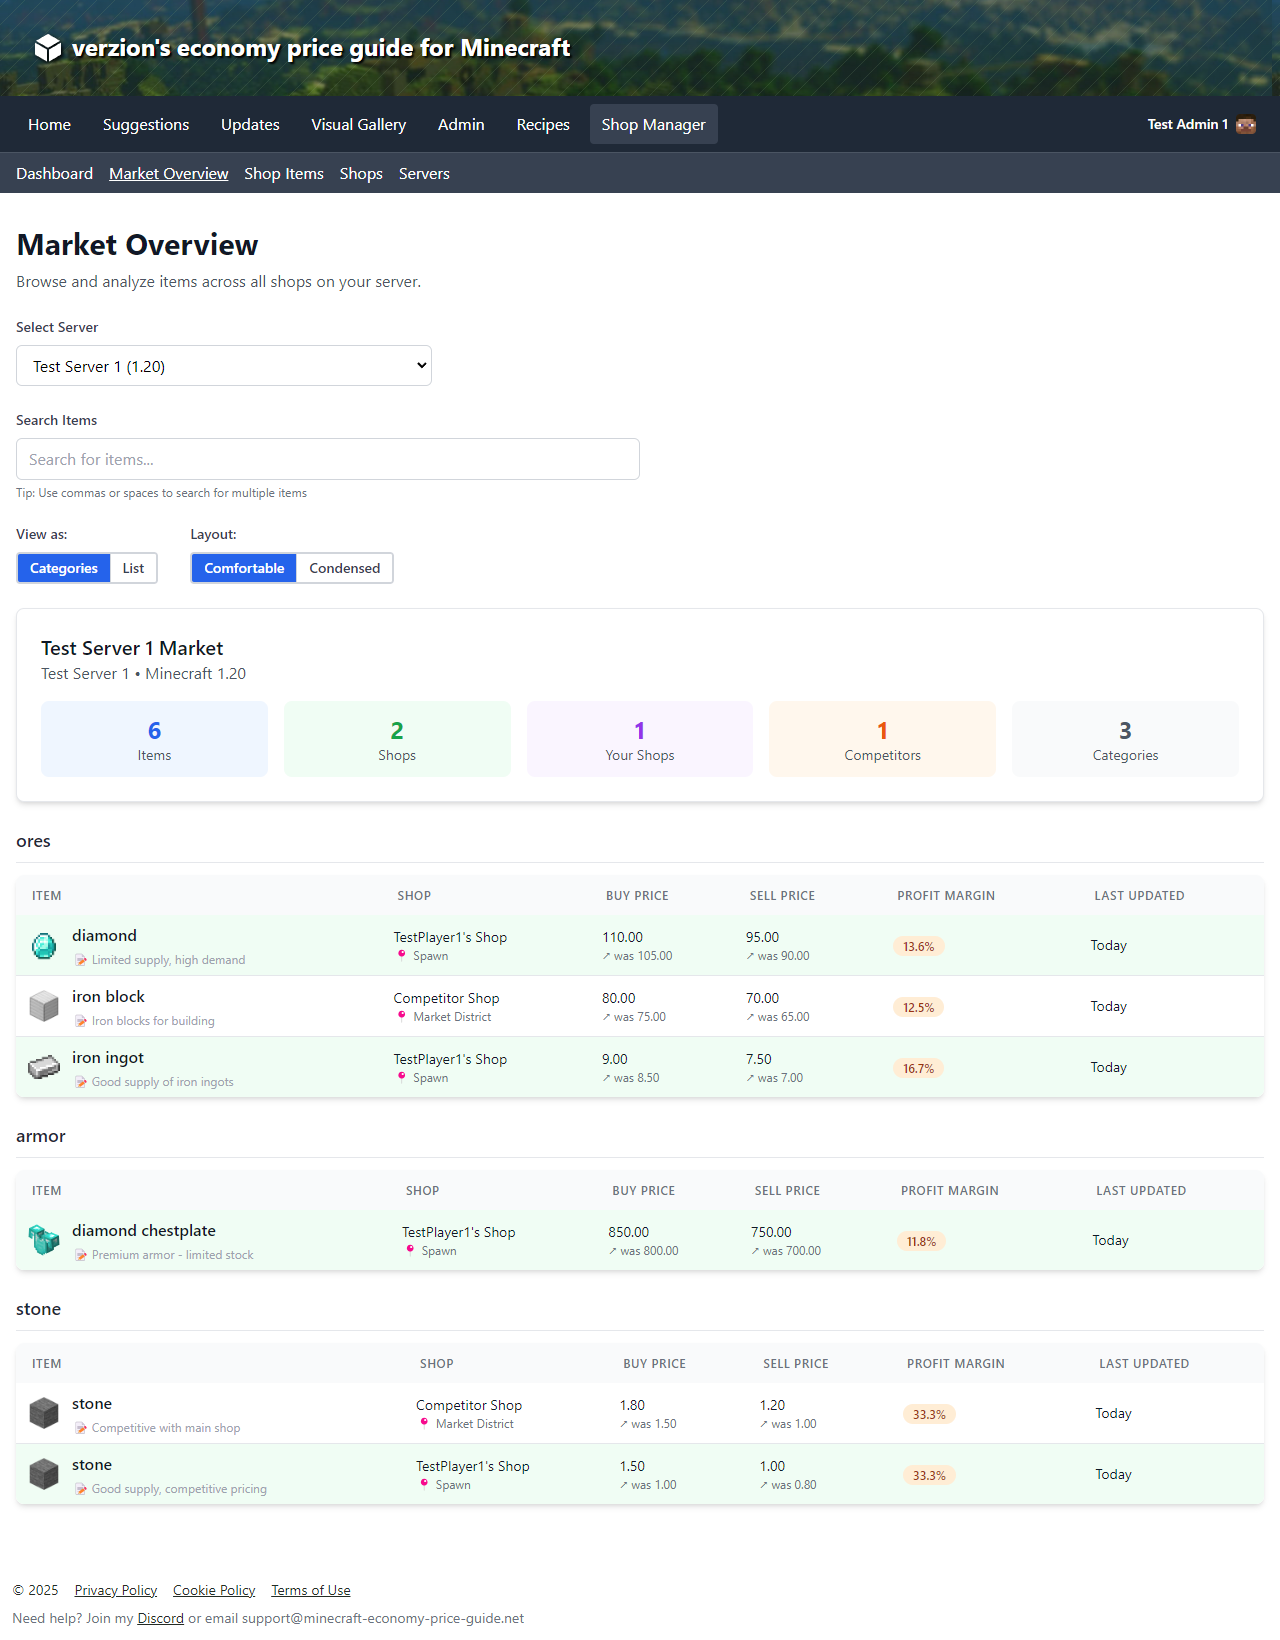 verzion's economy price guide for Minecraft
Home Suggestions Updates Visual Gallery Admin Recipes Shop Manager Test Admin 1
Dashboard Market Overview Shop Items Shops Servers
Market Overview
Browse and analyze items across all shops on your server.
Select Server
Test Server 1 (1.20)
Search Items
Search for items...
Tip: Use commas or spaces to search for multiple items
View as: Layout:
Categories List Comfortable Condensed
Test Server 1 Market
Test Server 1 • Minecraft 1.20
6 2 1 1 3
Items Shops Your Shops Competitors Categories
ores
ITEM SHOP BUY PRICE SELL PRICE PROFIT MARGIN LAST UPDATED
diamond TestPlayer1's Shop 110.00 95.00 13.6% Today
Limited supply, high demand Spawn ↗ was 105.00 ↗ was 90.00
iron block Competitor Shop 80.00 70.00 12.5% Today
Iron blocks for building Market District ↗ was 75.00 ↗ was 65.00
iron ingot TestPlayer1's Shop 9.00 7.50 16.7% Today
Good supply of iron ingots Spawn ↗ was 8.50 ↗ was 7.00
armor
ITEM SHOP BUY PRICE SELL PRICE PROFIT MARGIN LAST UPDATED
diamond chestplate TestPlayer1's Shop 850.00 750.00 11.8% Today
Premium armor - limited stock Spawn ↗ was 800.00 ↗ was 700.00
stone
ITEM SHOP BUY PRICE SELL PRICE PROFIT MARGIN LAST UPDATED
stone Competitor Shop 1.80 1.20 33.3% Today
Competitive with main shop Market District ↗ was 1.50 ↗ was 1.00
stone TestPlayer1's Shop 1.50 1.00 33.3% Today
Good supply, competitive pricing Spawn ↗ was 1.00 ↗ was 0.80
© 2025 Privacy Policy Cookie Policy Terms of Use
Need help? Join my Discord or email support@minecraft-economy-price-guide.net